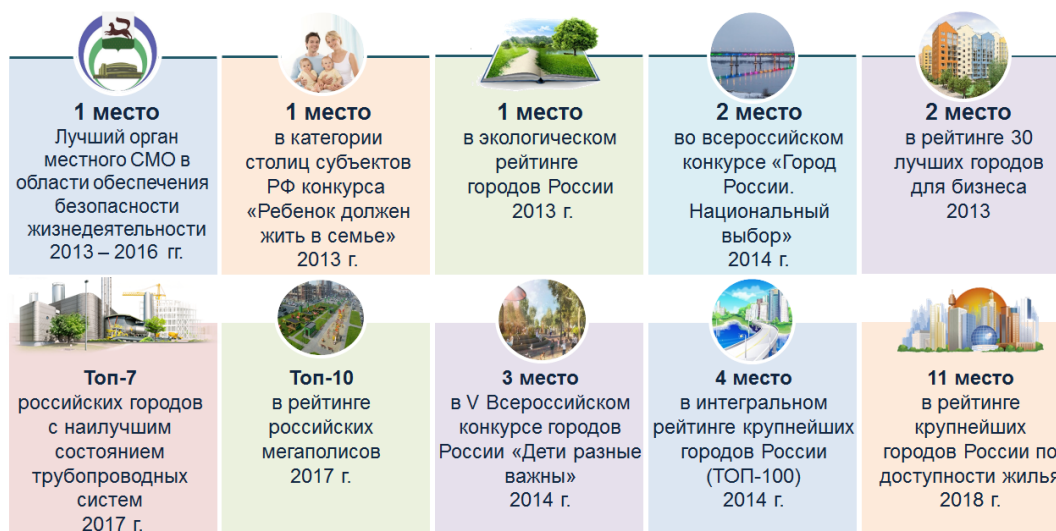 1 место
Лучший орган
местного СМО в
области обеспечения
безопасности
жизнедеятельности
2013 – 2016 гг.
1 место
в категории
столиц субъектов
РФ конкурса
«Ребенок должен
жить в семье»
2013 г.
1 место
в экологическом
рейтинге
городов России
2013 г.
2 место
во всероссийском
конкурсе «Город
России.
Национальный
выбор»
2014 г.
2 место
в рейтинге 30
лучших городов
для бизнеса
2013
Топ-7
российских городов
с наилучшим
состоянием
трубопроводных
систем
2017 г.
Топ-10
в рейтинге
российских
мегаполисов
2017 г.
3 место
в V Всероссийском
конкурсе городов
России «Дети разные
важны»
2014 г.
4 место
в интегральном
рейтинге крупнейших
городов России
(ТОП-100)
2014 г.
11 место
в рейтинге
крупнейших
городов России по
доступности жилья
2018 г.